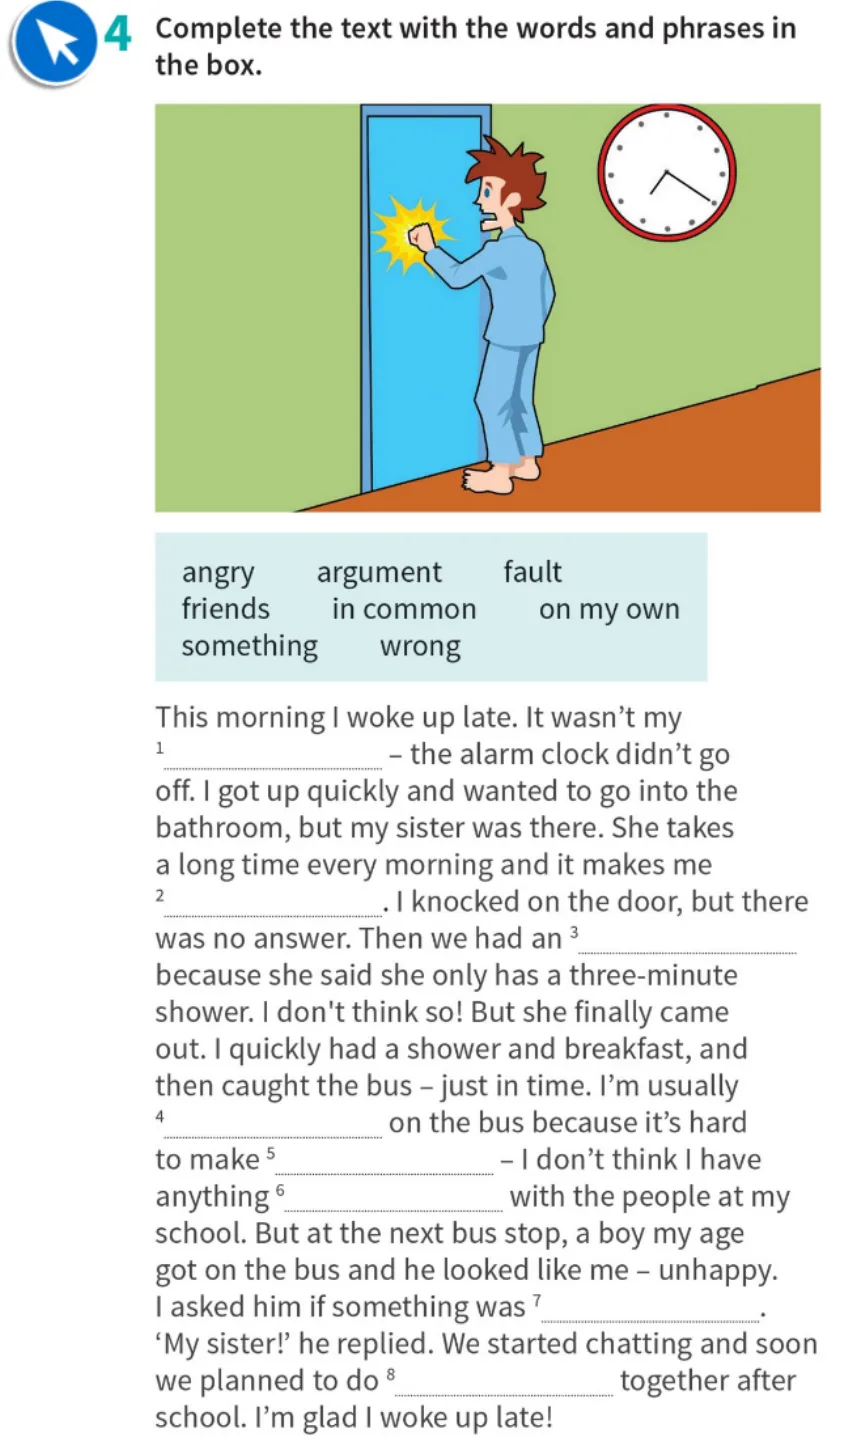 4 Complete the text with the words and phrases in
the box.
angry argument fault
friends in common on my own
something wrong
This morning I woke up late. It wasn’t my
1 – the alarm clock didn’t go
off. I got up quickly and wanted to go into the
bathroom, but my sister was there. She takes
a long time every morning and it makes me
2 . I knocked on the door, but there
was no answer. Then we had an 3
because she said she only has a three-minute
shower. I don't think so! But she finally came
out. I quickly had a shower and breakfast, and
then caught the bus – just in time. I’m usually
4 on the bus because it’s hard
to make 5 – I don’t think I have
anything 6 with the people at my
school. But at the next bus stop, a boy my age
got on the bus and he looked like me – unhappy.
I asked him if something was 7 .
‘My sister!’ he replied. We started chatting and soon
we planned to do 8 together after
school. I’m glad I woke up late!